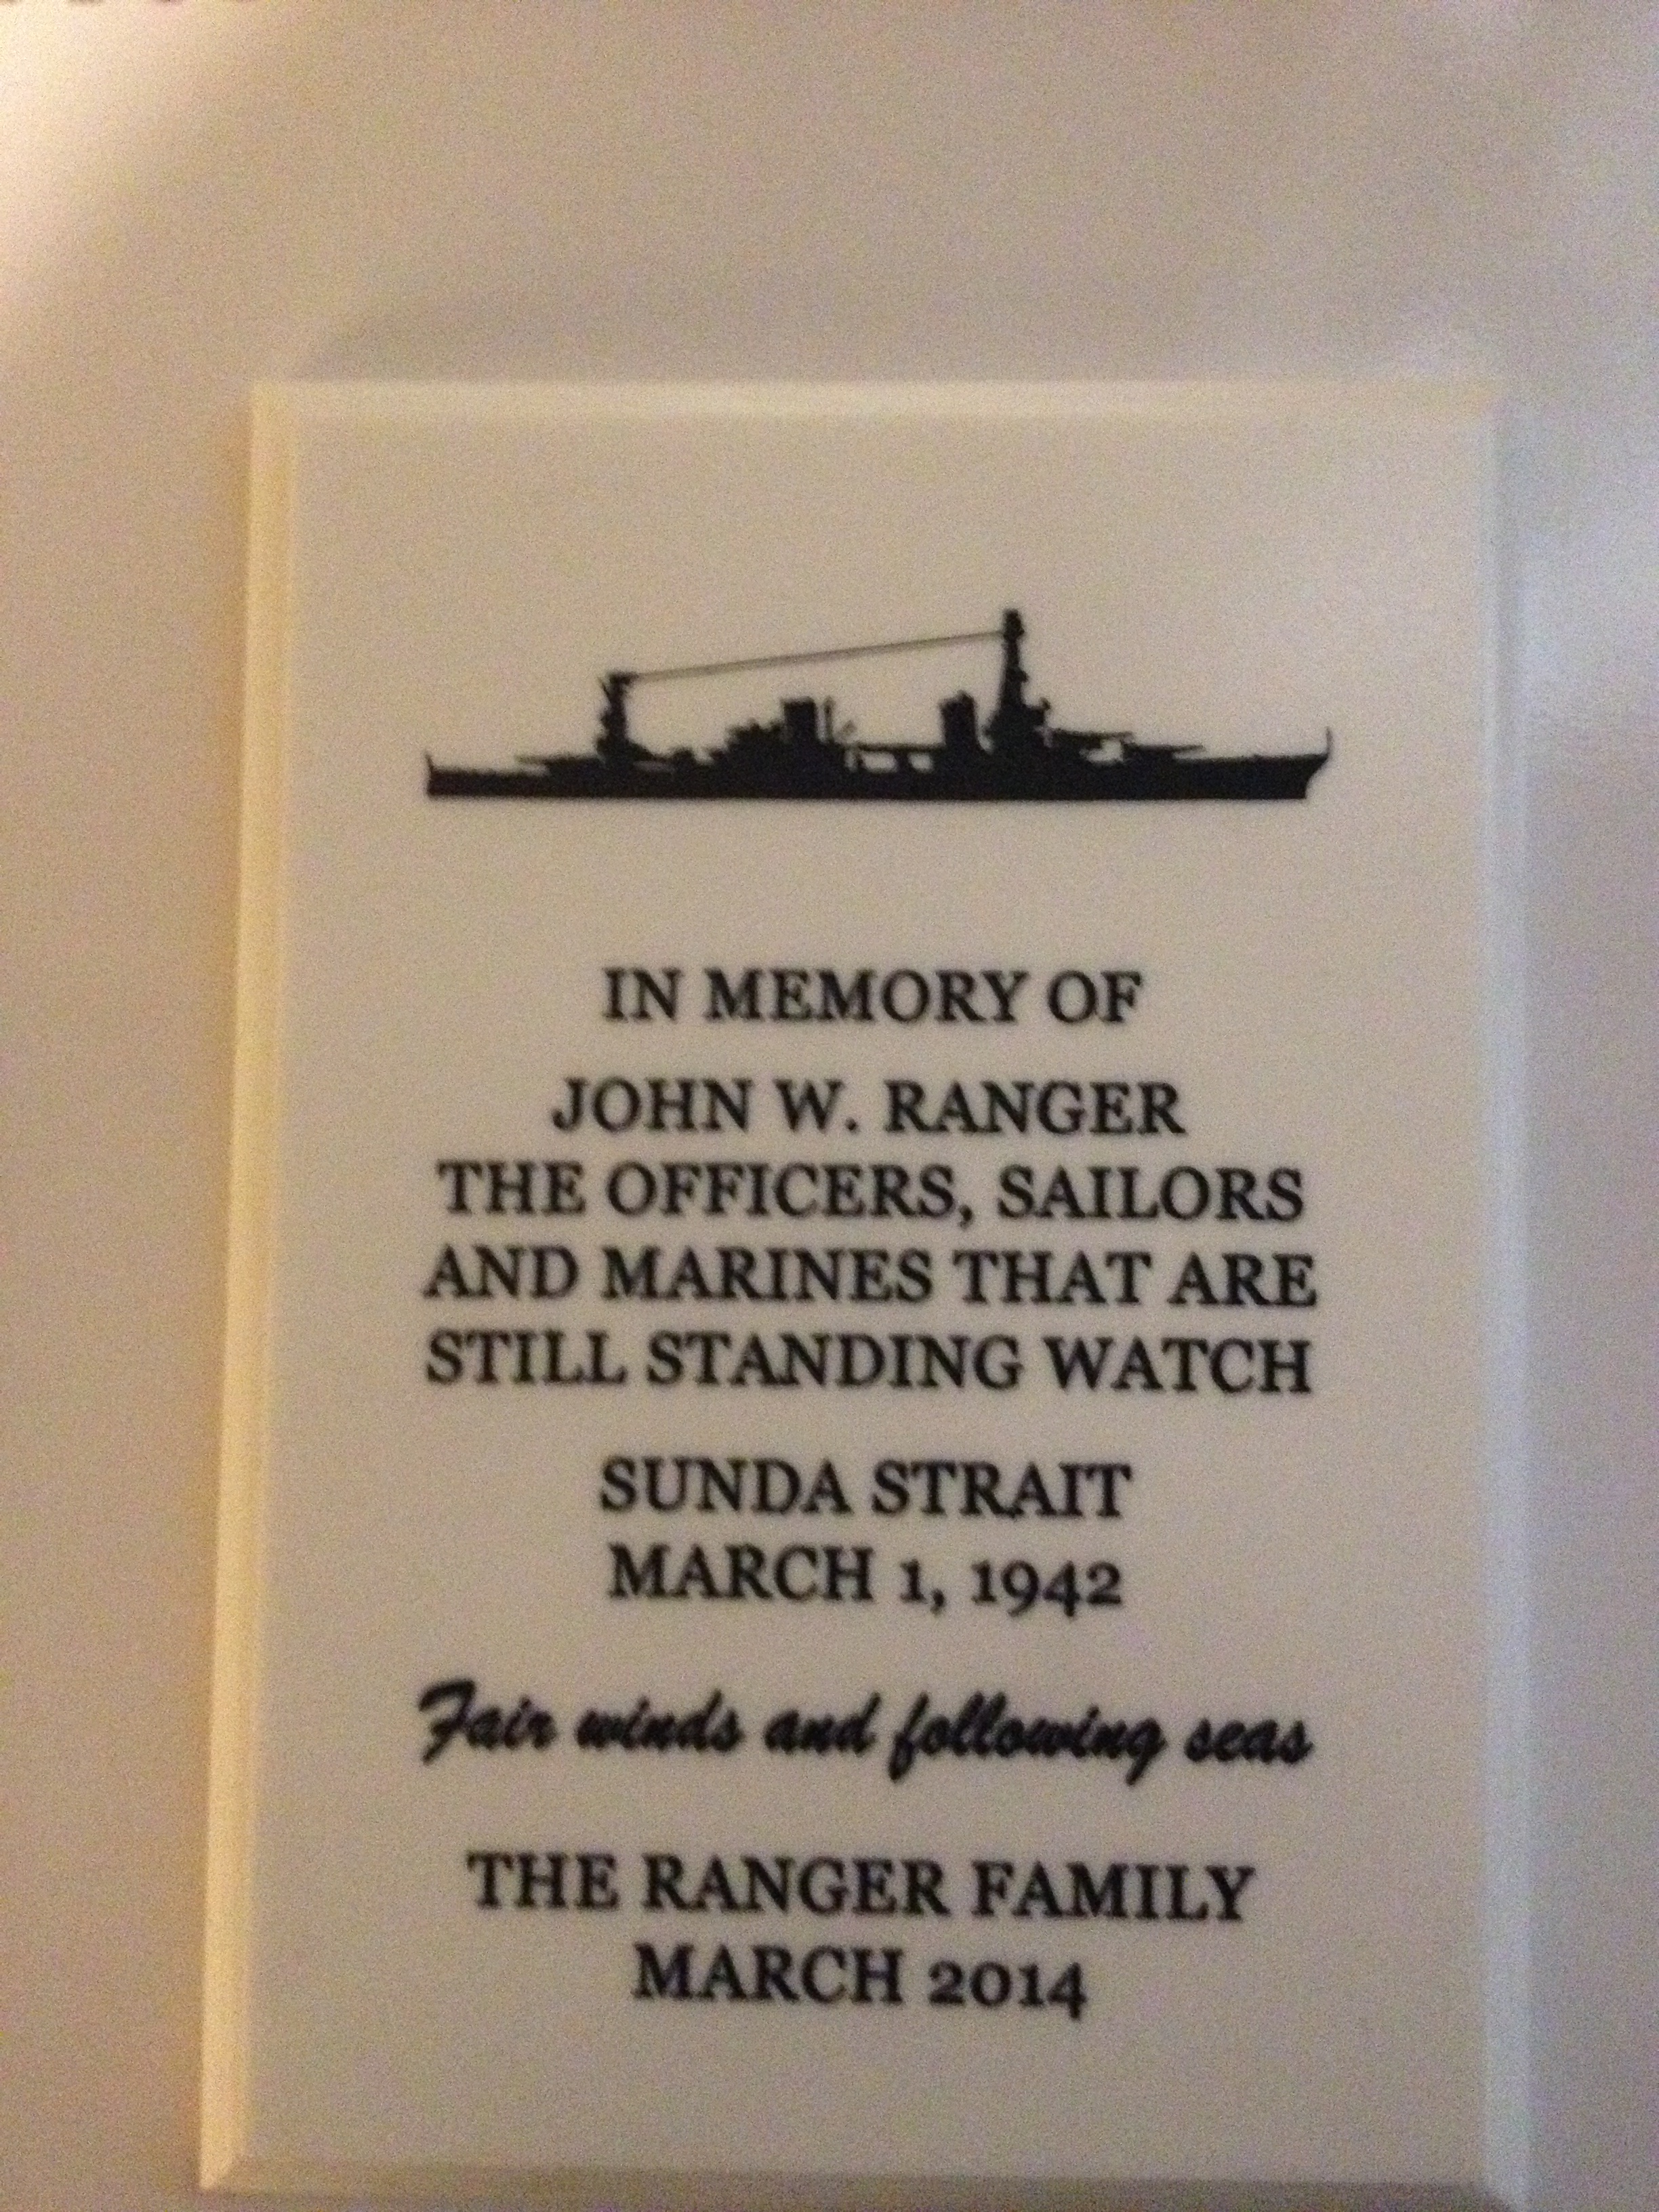 IN MEMORY OF
JOHN W. RANGER
THE OFFICERS, SAILORS
AND MARINES THAT ARE
STILL STANDING WATCH
SUNDA STRAIT
MARCH 1, 1942
Fair winds and following seas
THE RANGER FAMILY
MARCH 2014